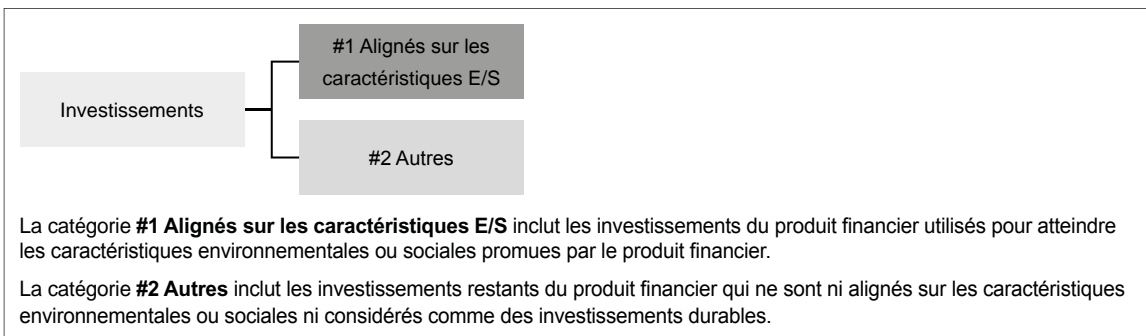 #1 Alignés sur les
caractéristiques E/S
Investissements
#2 Autres
La catégorie #1 Alignés sur les caractéristiques E/S inclut les investissements du produit financier utilisés pour atteindre
les caractéristiques environnementales ou sociales promues par le produit financier.
La catégorie #2 Autres inclut les investissements restants du produit financier qui ne sont ni alignés sur les caractéristiques
environnementales ou sociales ni considérés comme des investissements durables.